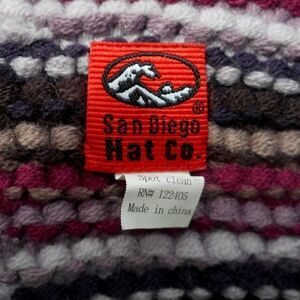 ®
San Diego
Hat Co.
Spot Clean
RN# 122405
Made in china